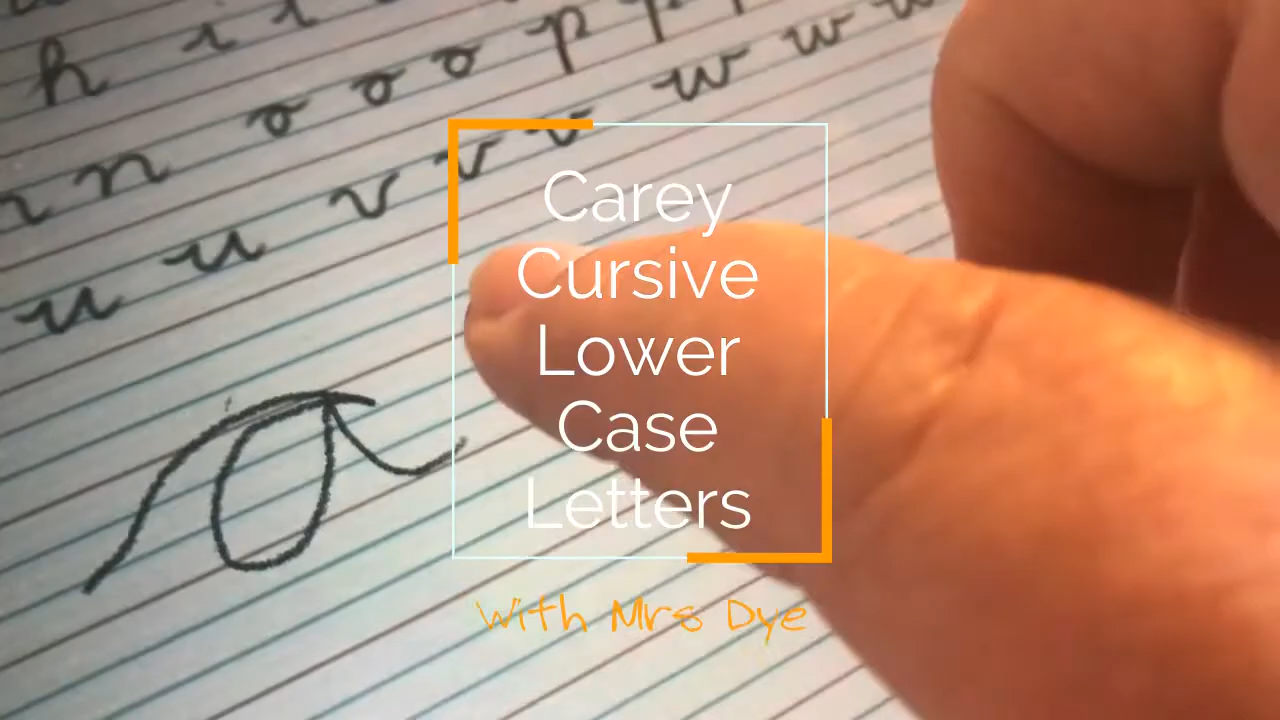 h i i
r n o o o p p p
u u v v v w w w
Carey
Cursive
Lower
Case
Letters
With Mrs Dye